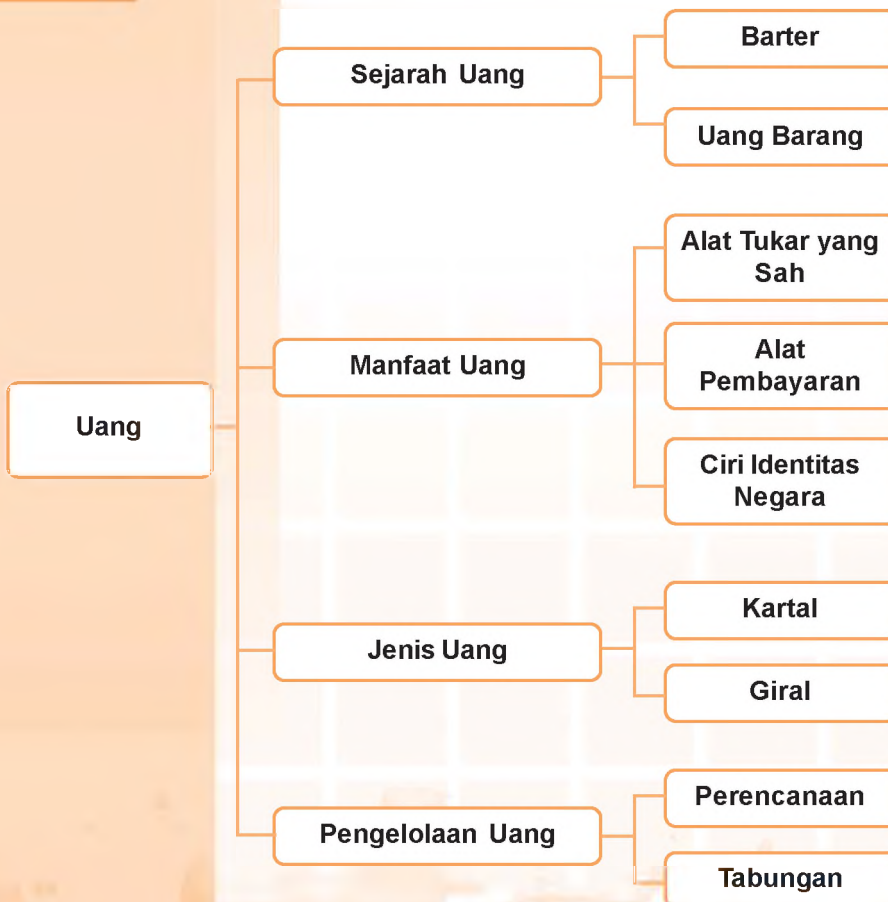 Uang
Sejarah Uang
Barter
Uang Barang
Manfaat Uang
Alat Tukar yang
Sah
Alat
Pembayaran
Ciri Identitas
Negara
Jenis Uang
Kartal
Giral
Pengelolaan Uang
Perencanaan
Tabungan